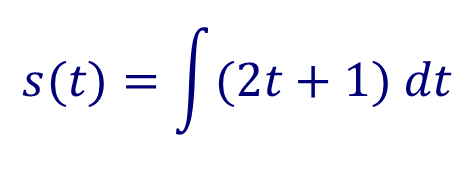 s(t) = ∫(2t + 1) dt